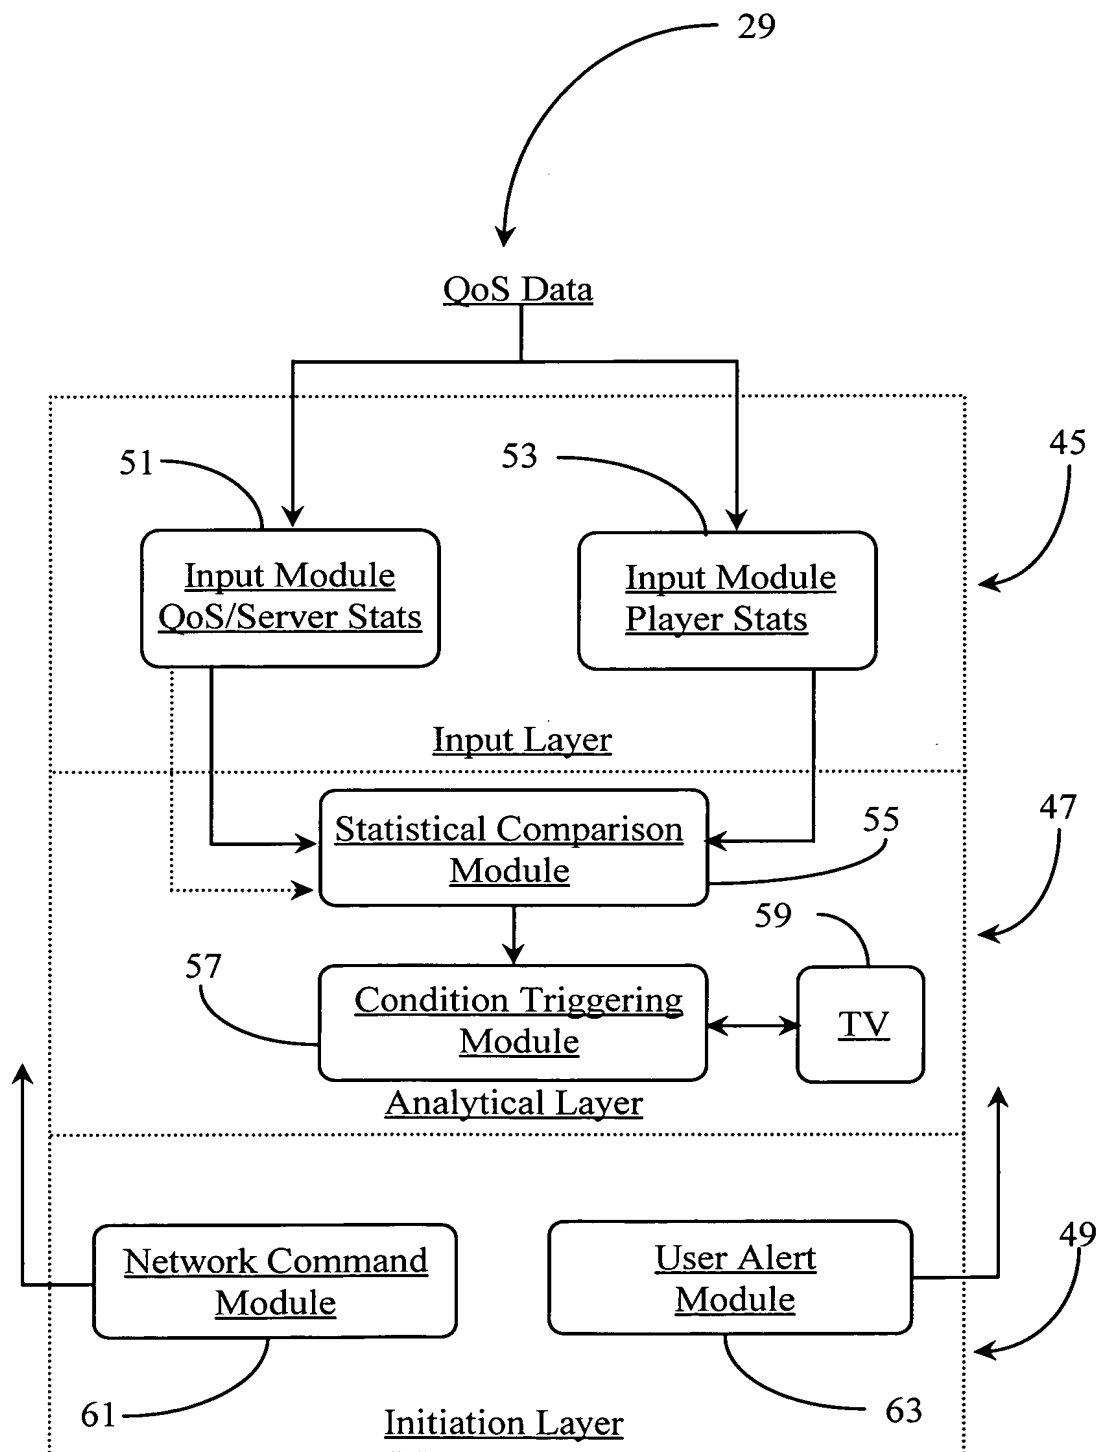 29
QoS Data
45
51
53
Input Module
QoS/Server Stats
Input Module
Player Stats
Input Layer
47
Statistical Comparison
Module
55
59
57
Condition Triggering
Module
TV
Analytical Layer
49
Network Command
Module
User Alert
Module
61
63
Initiation Layer